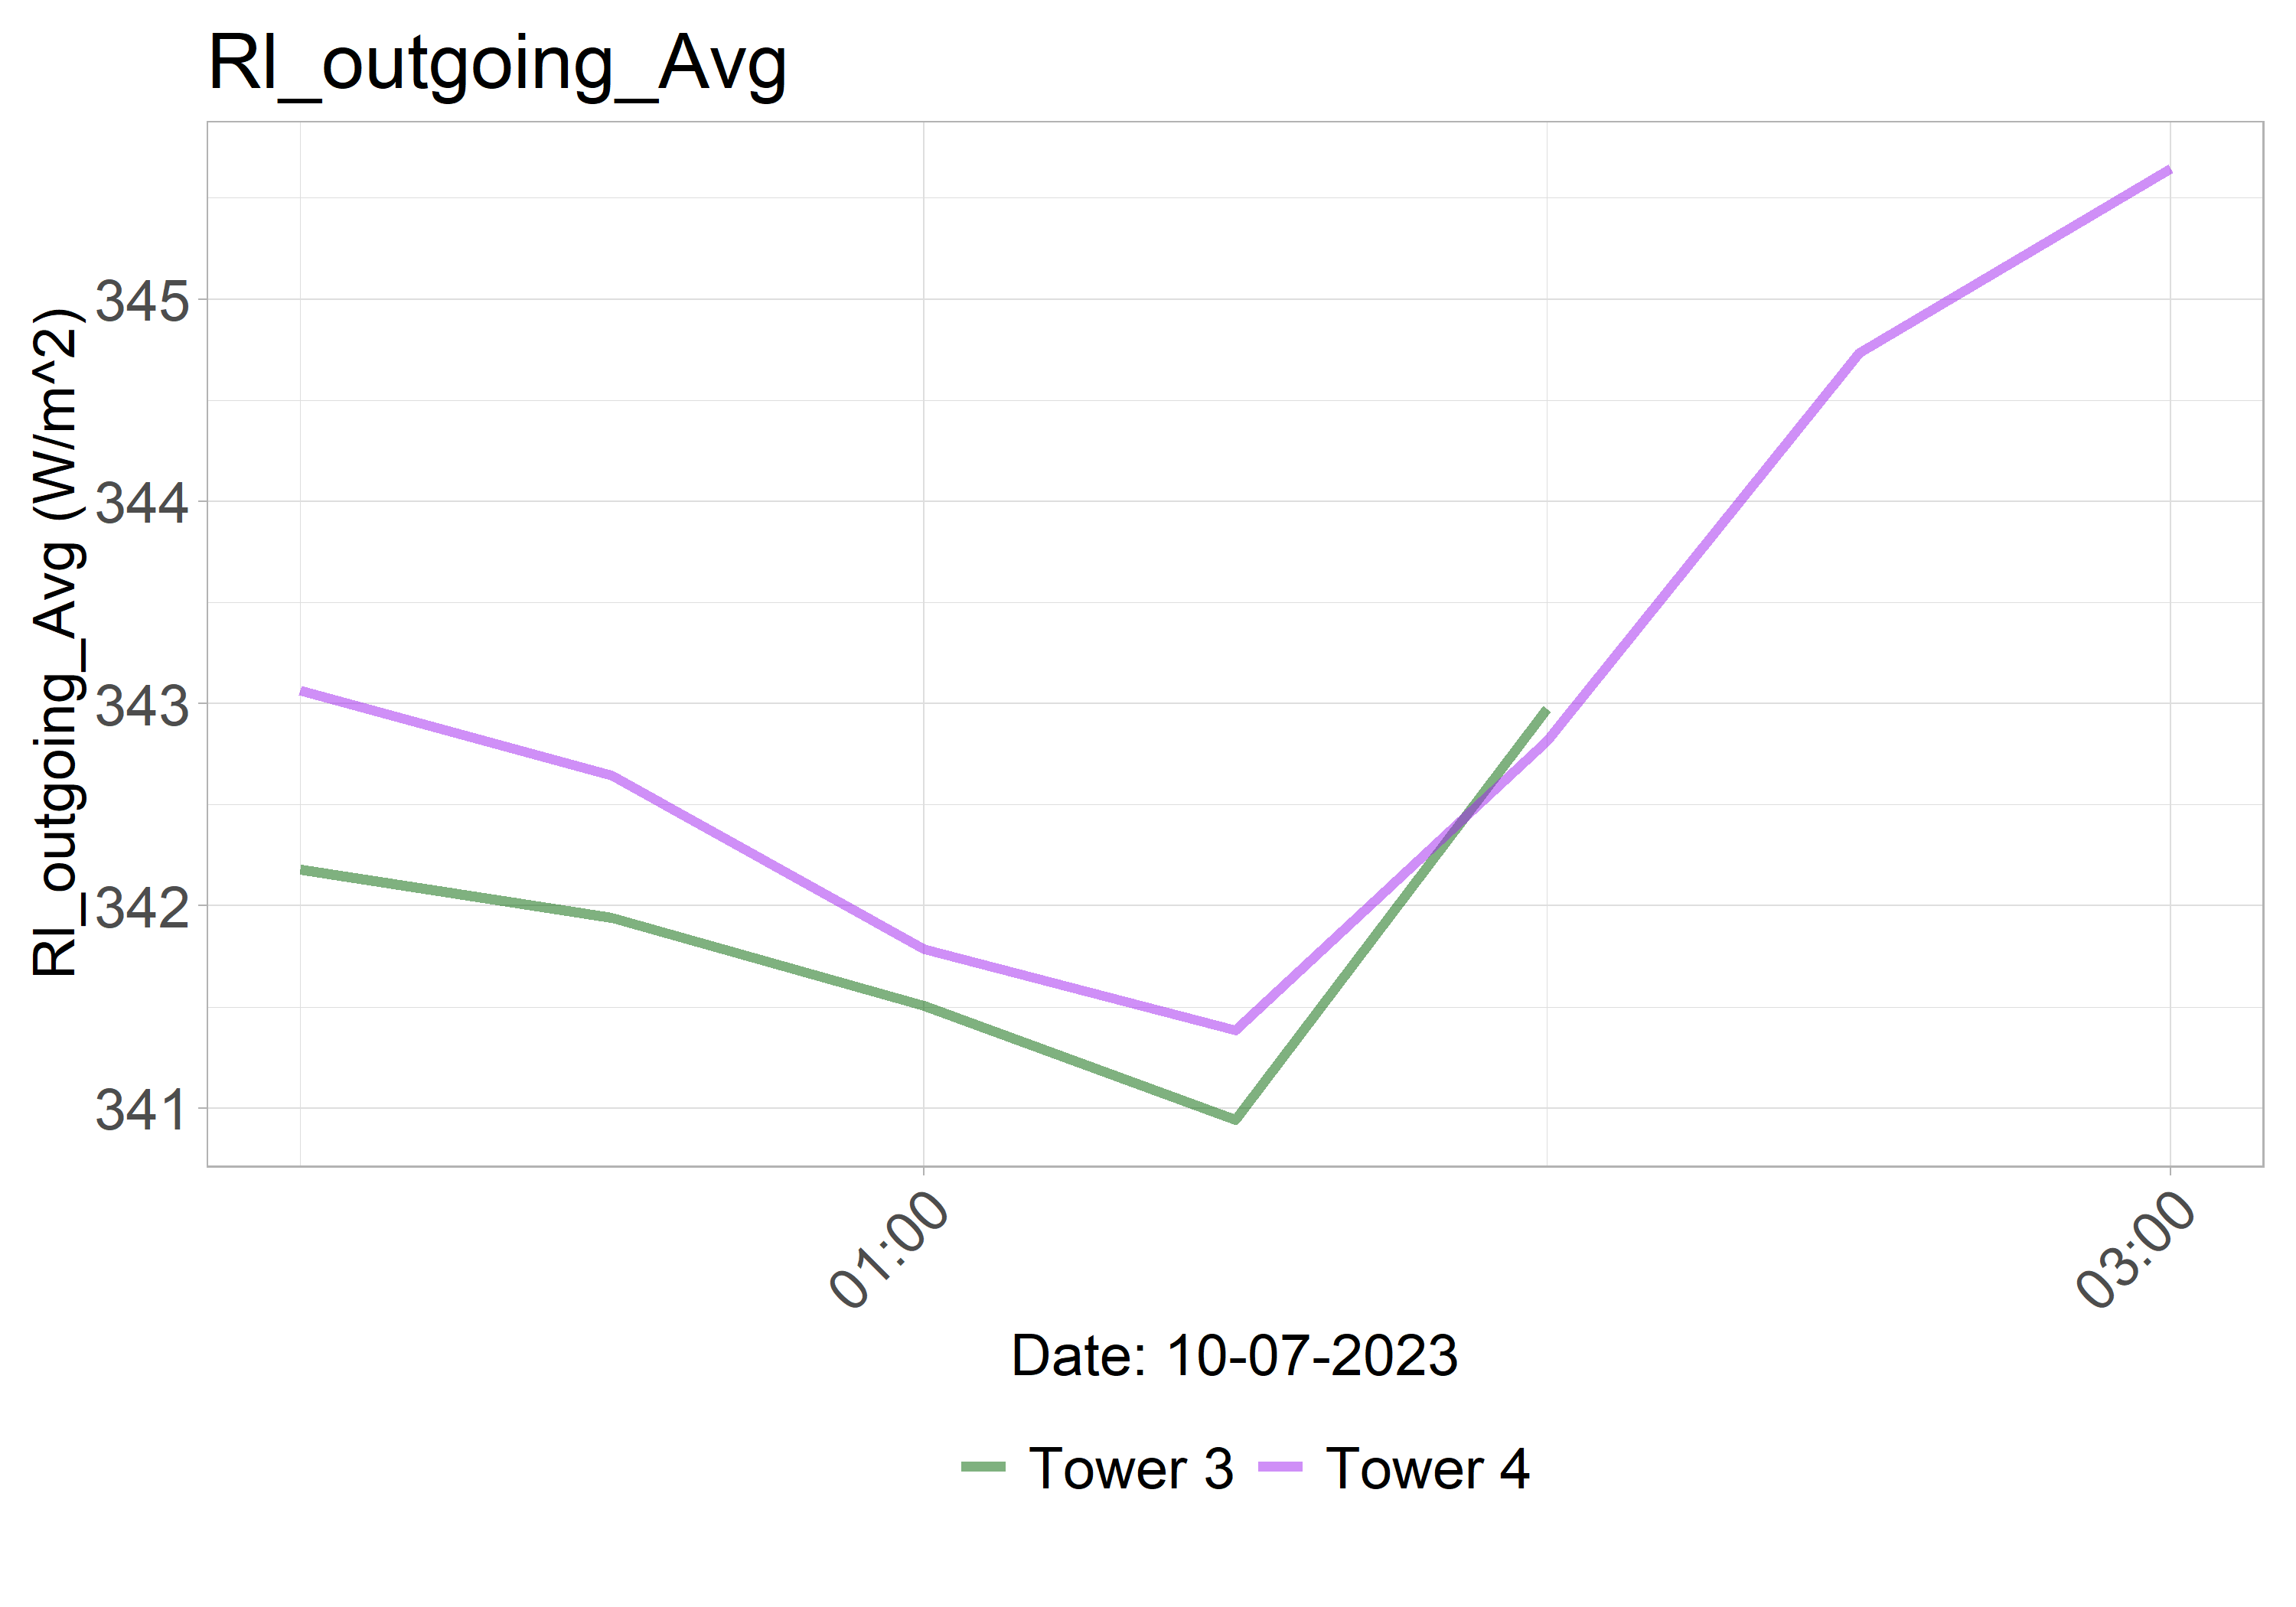 Rl_outgoing_Avg
Rl_outgoing_Avg (W/m^2)
345
344
343
342
341
01:00
03:00
Date: 10-07-2023
Tower 3
Tower 4